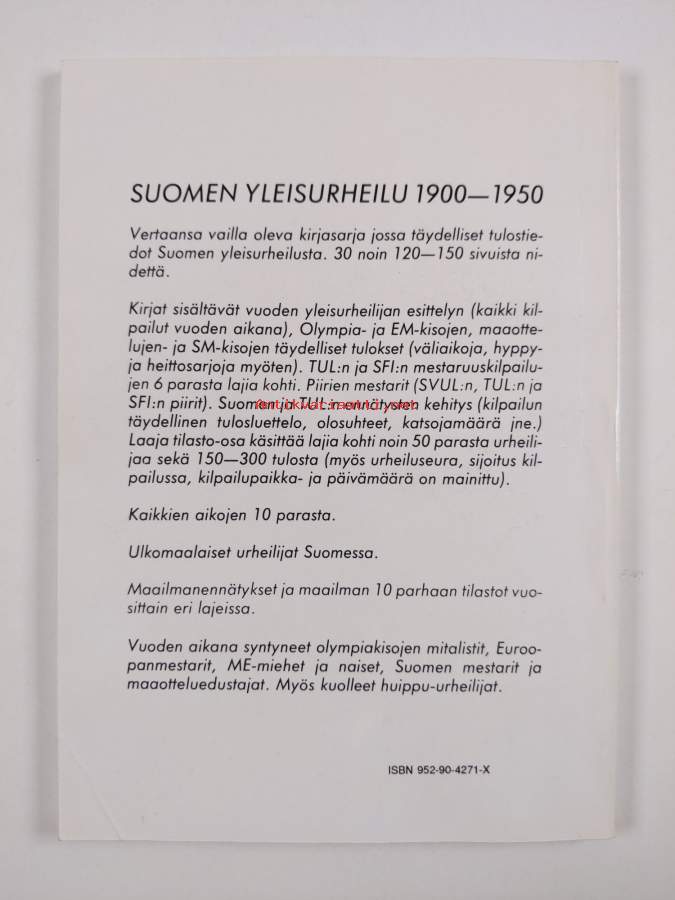 SUOMEN YLEISURHEILU 1900—1950
Vertaansa vailla oleva kirjasarja jossa täydelliset tulostie-
dot Suomen yleisurheilusta. 30 noin 120—150 sivuista ni-
dettä.
Kirjat sisältävät vuoden yleisurheilijan esittelyn (kaikki kil-
pailut vuoden aikana), Olympia- ja EM-kisojen, maaotte-
lujen- ja SM-kisojen täydelliset tulokset (väliaikoja, hyppy-
ja heittosarjoja myöten). TUL:n ja SFI:n mestaruuskilpailu-
jen 6 parasta lajia kohti. Piirien mestarit (SVUL:n, TUL:n ja
SFI:n piirit). Suomen ja TUL:n ennätysten kehitys (kilpailun
täydellinen tulosluettelo, olosuhteet, katsojamäärä jne.)
Laaja tilasto-osa käsittää lajia kohti noin 50 parasta urheili-
jaa sekä 150—300 tulosta (myös urheiluseura, sijoitus kil-
pailussa, kilpailupaikka- ja päivämäärä on mainittu).
Kaikkien aikojen 10 parasta.
Ulkomaalaiset urheilijat Suomessa.
Maailmanennätykset ja maailman 10 parhaan tilastot vuo-
sittain eri lajeissa.
Vuoden aikana syntyneet olympiakisojen mitalistit, Euroo-
panmestarit, ME-miehet ja naiset, Suomen mestarit ja
maaotteluedustajat. Myös kuolleet huippu-urheilijat.
ISBN 952-90-4271-X